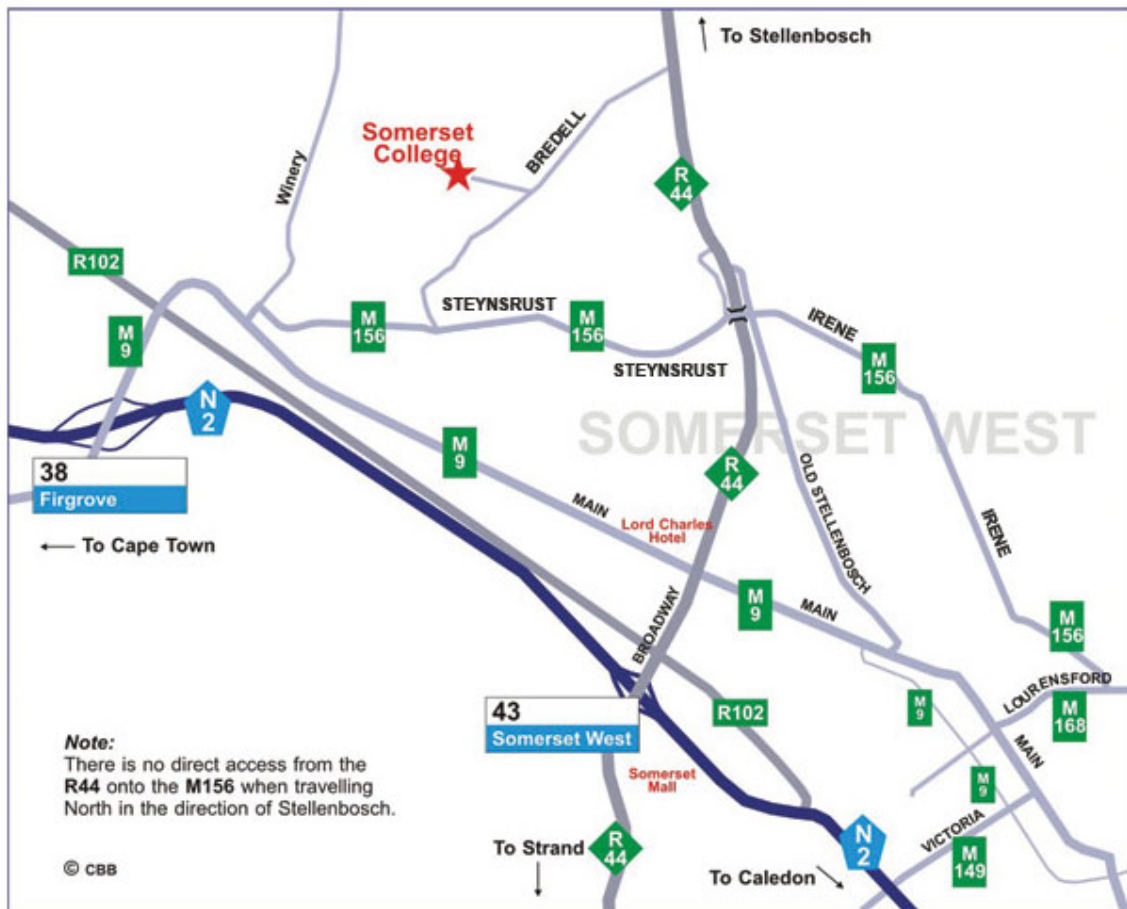 To Stellenbosch
Somerset
College
BREDELL
Winery
R
44
R102
STEYNSRUST
M
156
M
156
IRENE
M
9
STEYNSRUST
M
156
N
2
SOMERSET WEST
M
9
R
44
38
Firgrove
OLD STELLENBOSCH
MAIN
Lord Charles
Hotel
IRENE
To Cape Town
M
9
MAIN
BROADWAY
M
156
LOURENSFORD
43
Somerset West
R102
M
9
M
168
MAIN
Note:
There is no direct access from the
R44 onto the M156 when travelling
North in the direction of Stellenbosch.
Somerset
Mall
M
9
VICTORIA
To Strand
R
44
N
2
M
149
© CBB
To Caledon